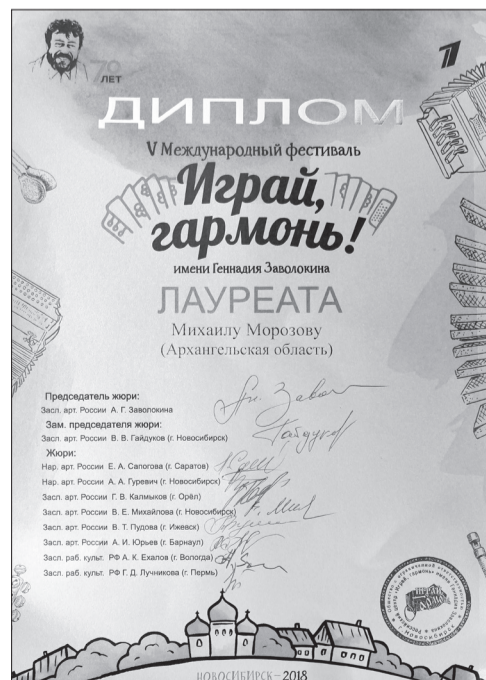 70 ЛЕТ
ДИПЛОМ
V Международный фестиваль
Играй,
гармонь!
имени Геннадия Заволокина
ЛАУРЕАТА
Михаилу Морозову
(Архангельская область)
Председатель жюри:
Засл. арт. России А. Г. Заволокина
Зам. председателя жюри:
Засл. арт. России В. В. Гайдуков (г. Новосибирск)
Жюри:
Нар. арт. России Е. А. Сапогова (г. Саратов)
Нар. арт. России А. А. Гуревич (г. Новосибирск)
Засл. арт. России Г. В. Калмыков (г. Орёл)
Засл. арт. России В. Е. Михайлова (г. Новосибирск)
Засл. арт. России В. Т. Пудова (г. Ижевск)
Засл. арт. России А. И. Юрьев (г. Барнаул)
Засл. раб. культ. РФ А. К. Ехалов (г. Вологда)
Засл. раб. культ. РФ Г. Д. Лучникова (г. Пермь)
Гайдуков
НОВОСИБИРСК – 2018